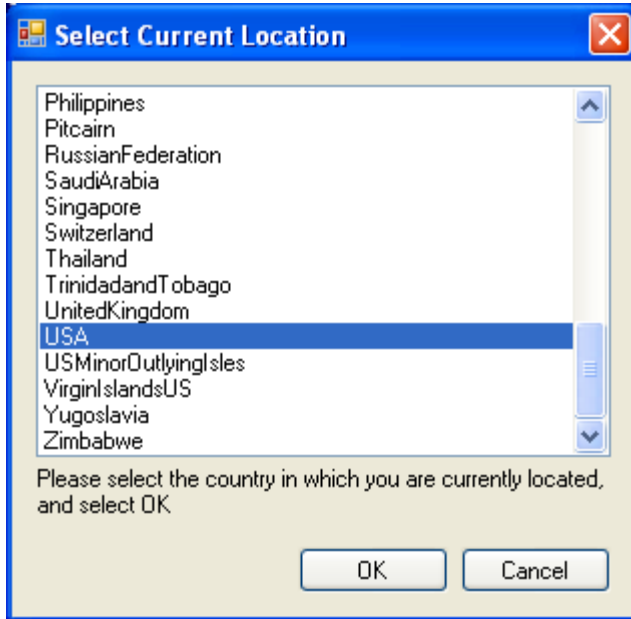 Select Current Location
Philippines
Pitcairn
RussianFederation
SaudiArabia
Singapore
Switzerland
Thailand
TrinidadandTobago
UnitedKingdom
USA
USMinorOutlyingIsles
VirginIslandsUS
Yugoslavia
Zimbabwe
Please select the country in which you are currently located,
and select OK
OK
Cancel